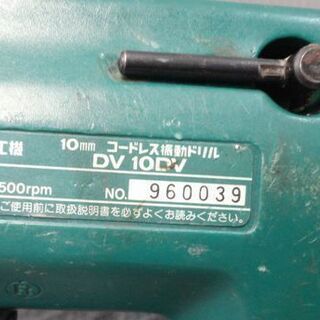 工機 10mm コードレス振動ドリル
DV 10DV
500rpm NO. 960039
ご使用前に取扱説明書を必ずよくお読みください。